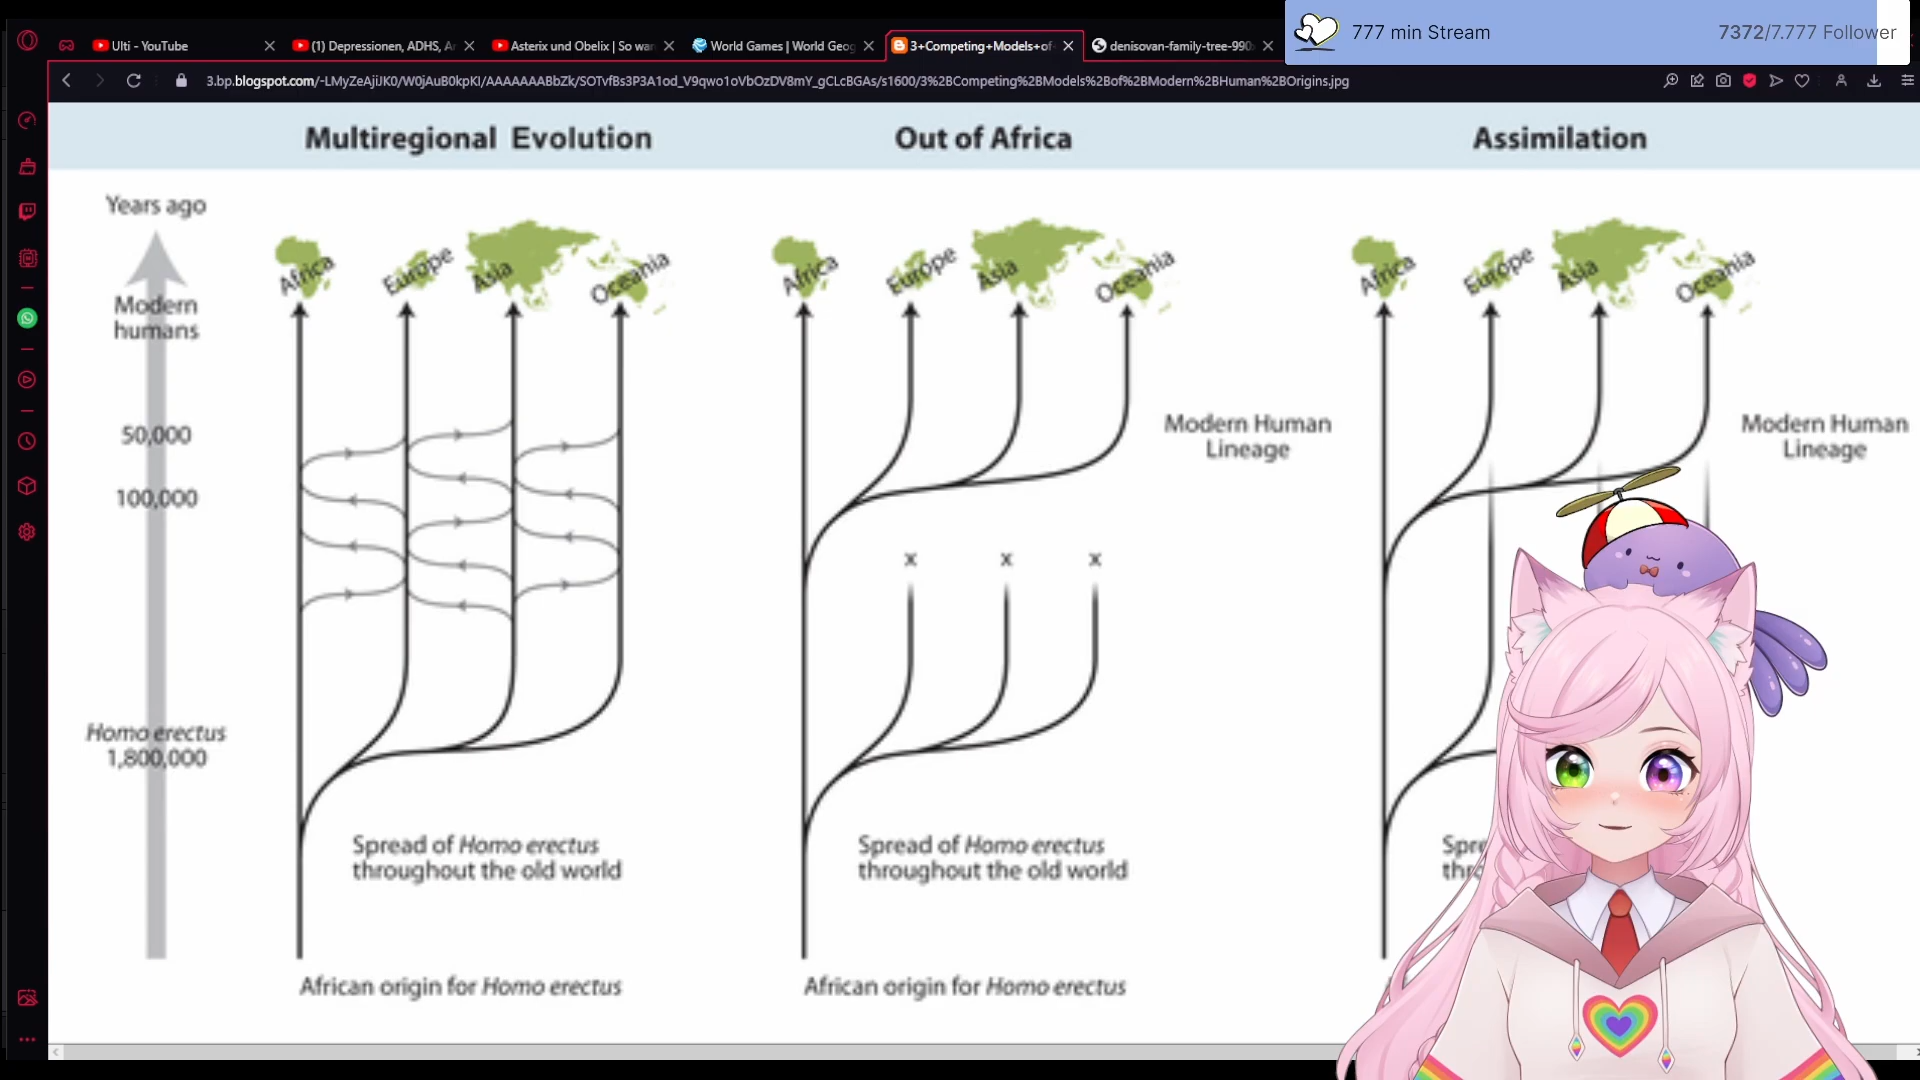 777 min Stream
7372/7.777 Follower
Ulti - YouTube
(1) Depressionen, ADHS, A
Asterix und Obelix | So war
World Games | World Geog
3+Competing+Models+of
denisovan-family-tree-990
3.bp.blogspot.com/-LMyZeAjiJK0/W0jAuB0kpKI/AAAAAAABbZk/SOTvfBs3P3A1od_V9qwo1oVbOzDV8mY_gCLcBGAs/s1600/3%2BCompeting%2BModels%2Bof%2BModern%2BHuman%2BOrigins.jpg
Multiregional Evolution
Out of Africa
Assimilation
Years ago
Modern
humans
50,000
100,000
Homo erectus
1,800,000
Africa
Europe
Asia
Oceania
Spread of Homo erectus
throughout the old world
African origin for Homo erectus
Africa
Europe
Asia
Oceania
Modern Human
Lineage
x x x
Spread of Homo erectus
throughout the old world
African origin for Homo erectus
Africa
Europe
Asia
Oceania
Modern Human
Lineage
Spre
thro